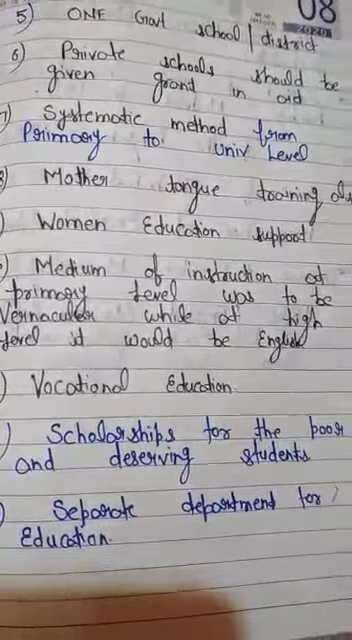 5) ONE Govt school / district
08
2020
6) Private schools should be
given grant in aid
7) Systematic method from
Primary to Univ Level
Mother tongue training also
) Women Education support
) Medium of instruction at
primary level was to be
Vernacular while at high
level it would be English
) Vocational Education.
) Scholarships for the poor
and deserving students
) Separate department for
Education.